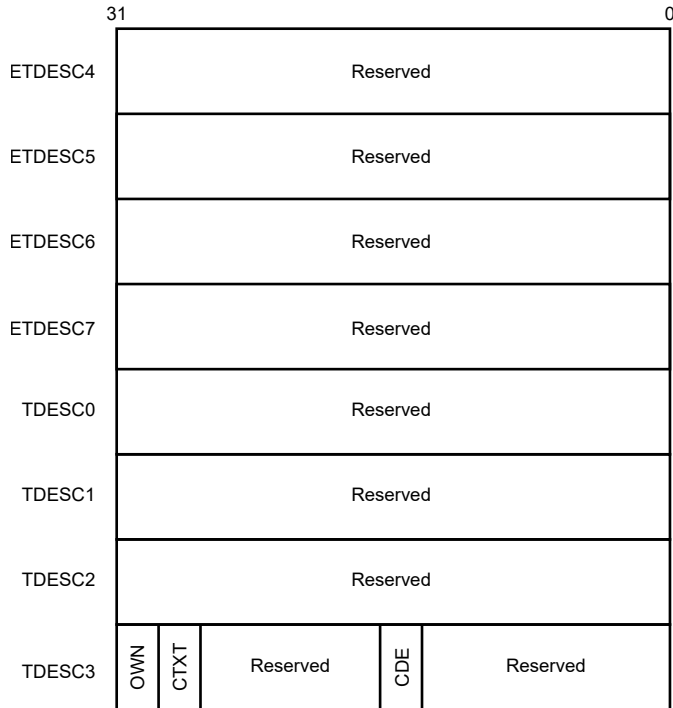 31 0
ETDESC4 Reserved
ETDESC5 Reserved
ETDESC6 Reserved
ETDESC7 Reserved
TDESC0 Reserved
TDESC1 Reserved
TDESC2 Reserved
TDESC3 OWN CTXT Reserved CDE Reserved